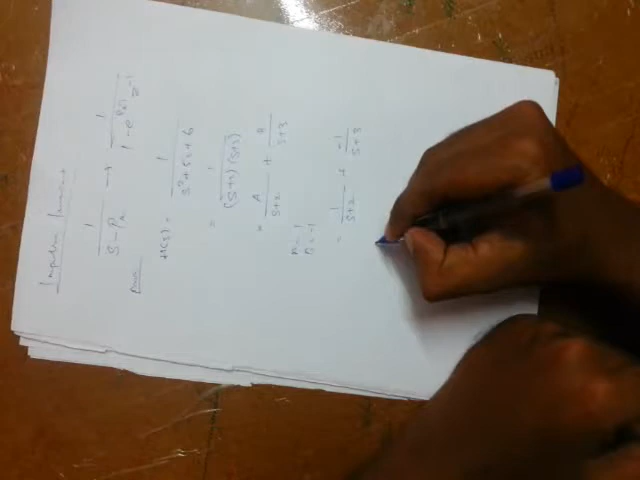 Impulse Invariance
1/(s-Pk) → 1/(1-e^(PkT) z^-1)
H(s) = 1/(s²+5s+6)
= 1/((s+2)(s+3))
= A/(s+2) + B/(s+3)
A=1
B=-1
= 1/(s+2) + -1/(s+3)